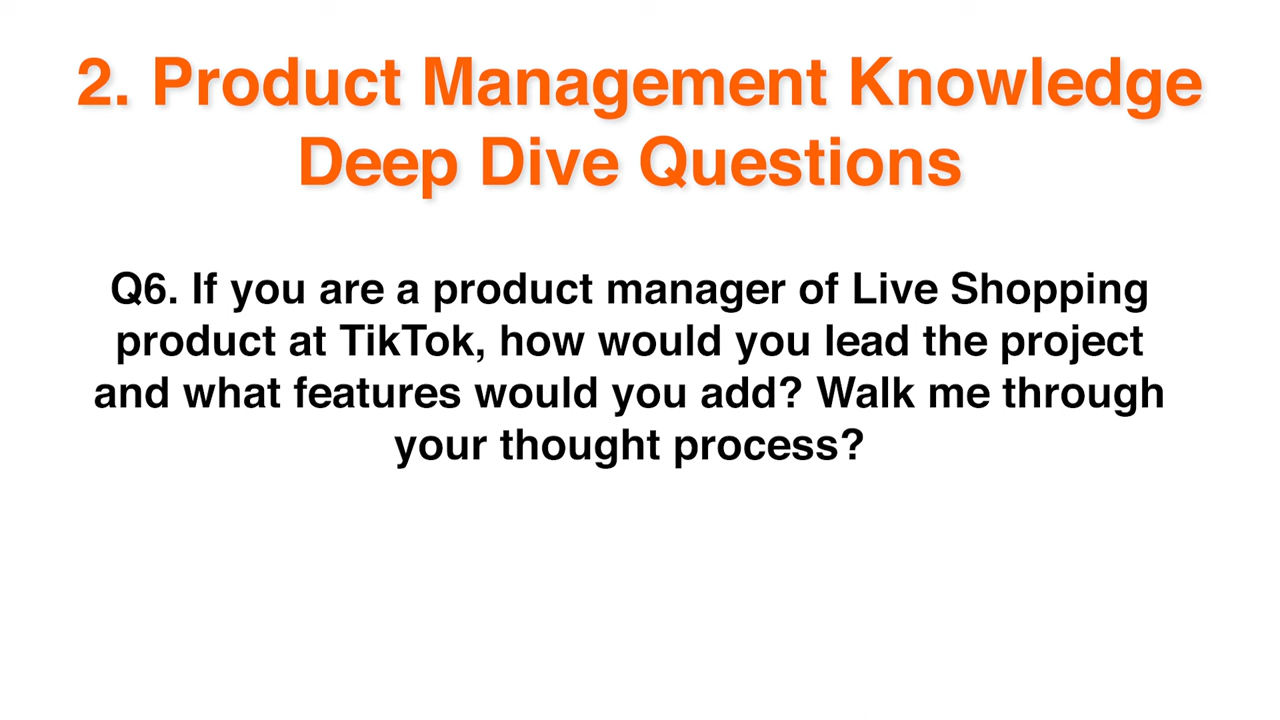 2. Product Management Knowledge
Deep Dive Questions
Q6. If you are a product manager of Live Shopping
product at TikTok, how would you lead the project
and what features would you add? Walk me through
your thought process?